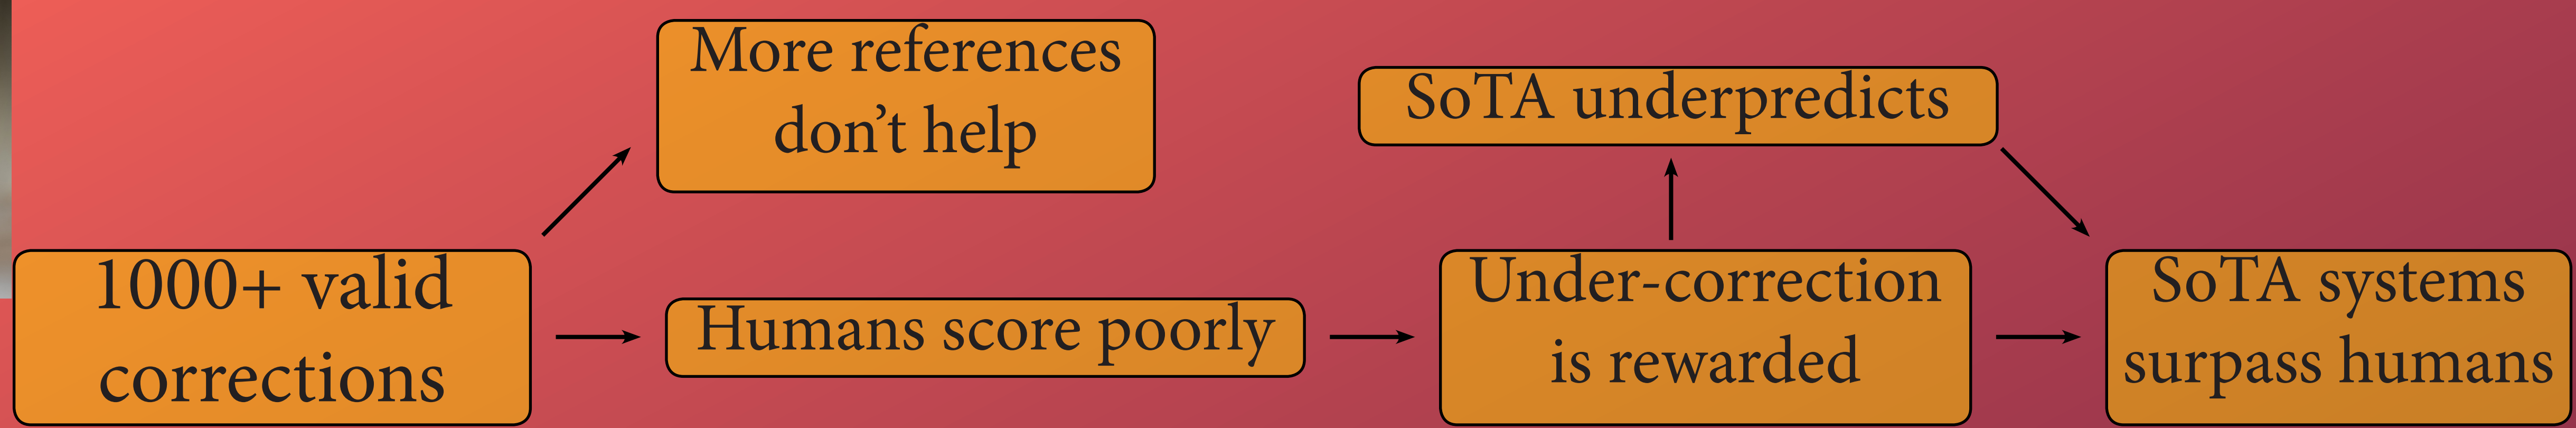 More references
don’t help
SoTA underpredicts
1000+ valid
corrections
Humans score poorly
Under-correction
is rewarded
SoTA systems
surpass humans